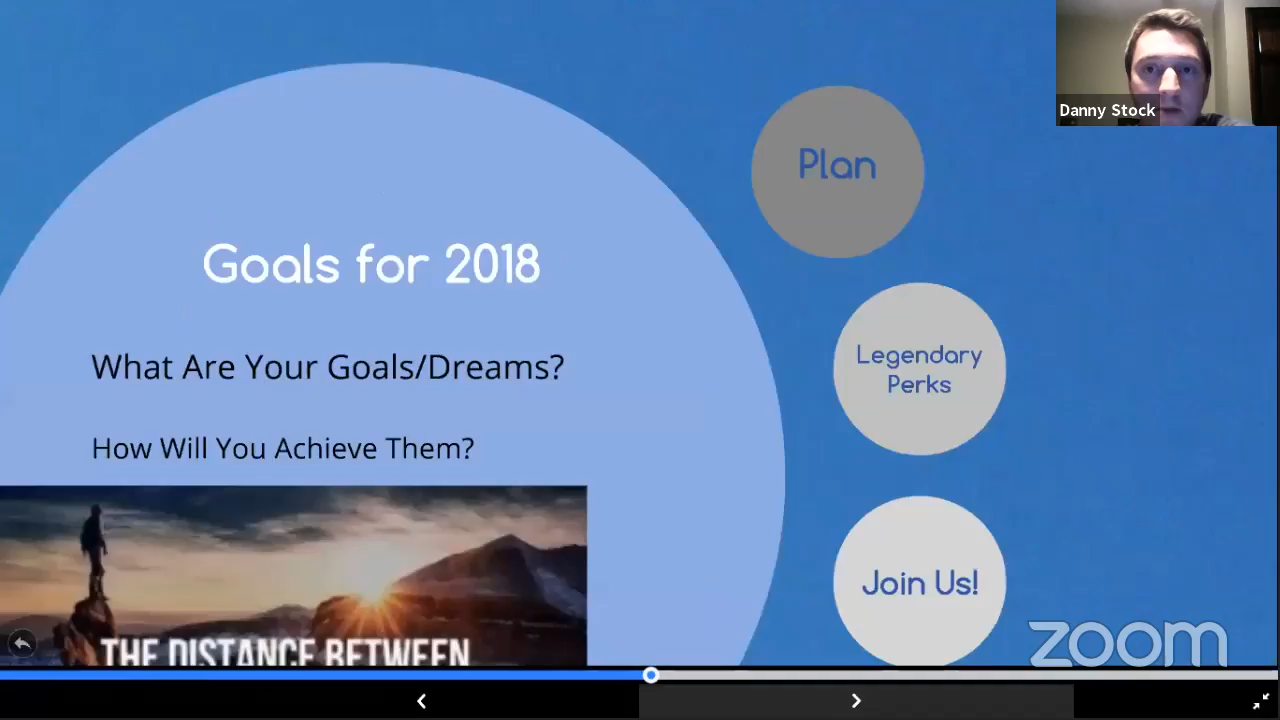 Danny Stock
Plan
Goals for 2018
Legendary
Perks
What Are Your Goals/Dreams?
How Will You Achieve Them?
Join Us!
THE DISTANCE BETWEEN
zoom